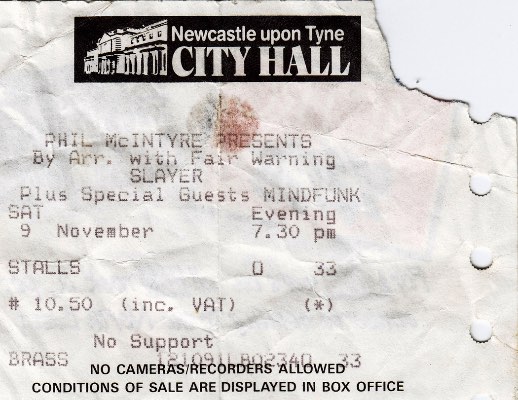 Newcastle upon Tyne
CITY HALL
PHIL McINTYRE PRESENTS
By Arr. with Fair Warning
SLAYER
Plus Special Guests MINDFUNK
SAT Evening
9 November 7.30 pm
STALLS O 33
# 10.50 (inc. VAT) (*)
No Support
BRASS 121091LB02340 33
NO CAMERAS/RECORDERS ALLOWED
CONDITIONS OF SALE ARE DISPLAYED IN BOX OFFICE